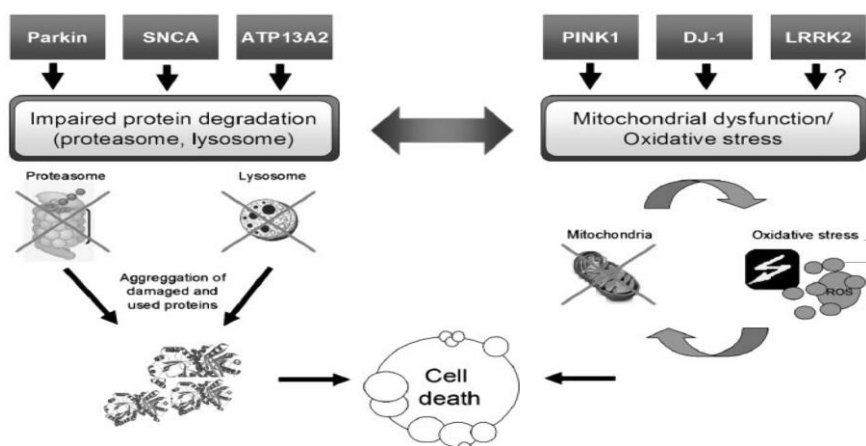 Parkin
SNCA
ATP13A2
PINK1
DJ-1
LRRK2
?
Impaired protein degradation
(proteasome, lysosome)
Mitochondrial dysfunction/
Oxidative stress
Proteasome
Lysosome
Mitochondria
Oxidative stress
Aggreggation of
damaged and
used proteins
ROS
Cell
death